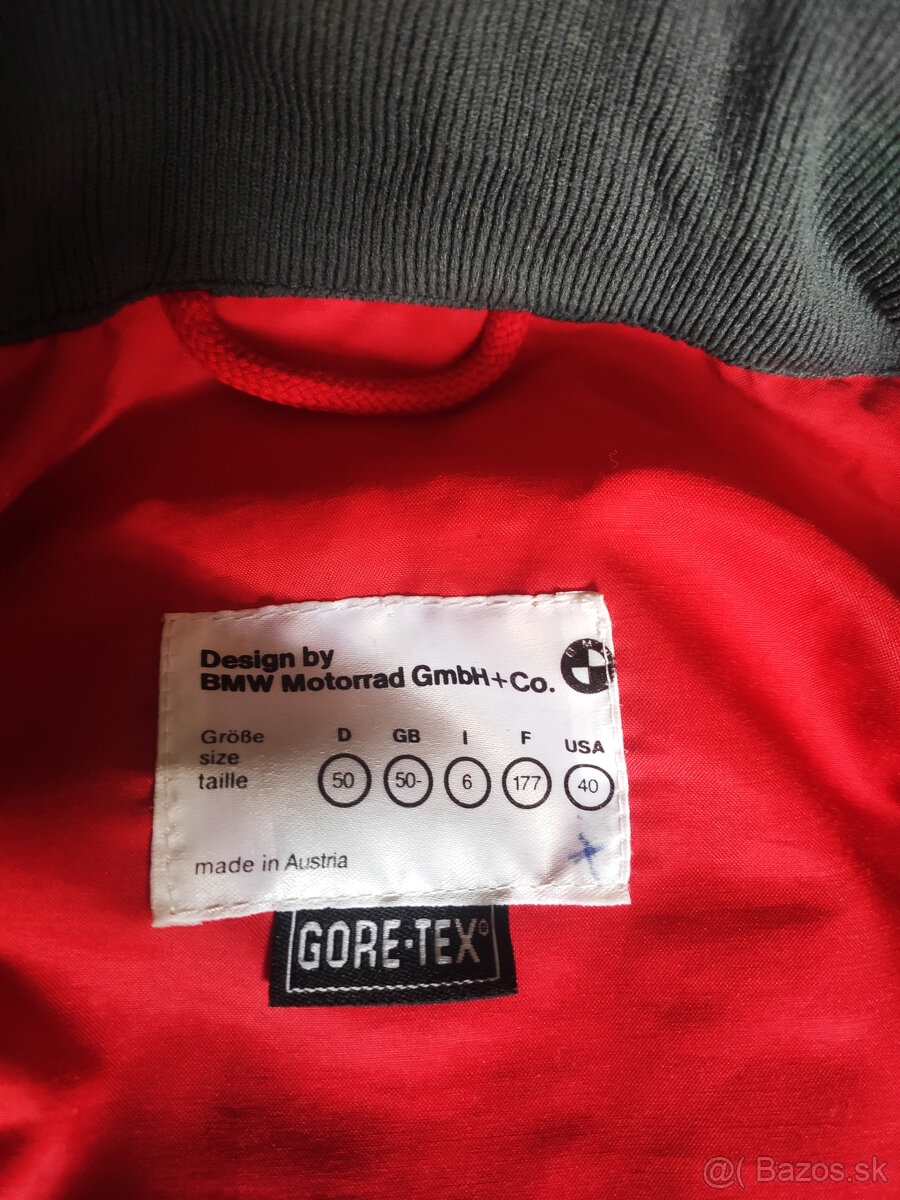 Design by
BMW Motorrad GmbH+Co.
BMW
Größe D GB I F USA
size
taille 50 50- 6 177 40
made in Austria
GORE-TEX®
@( Bazos.sk